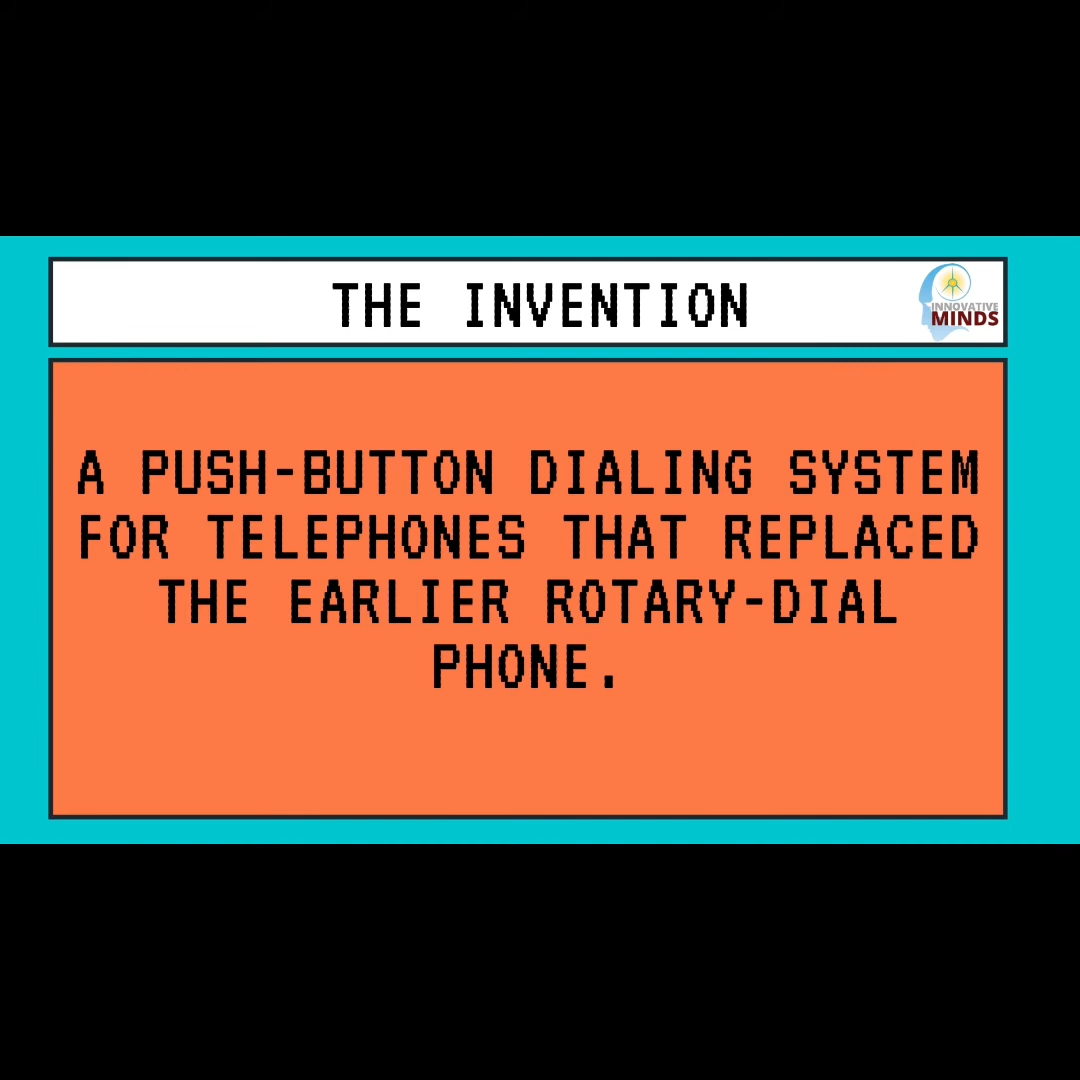 THE INVENTION
INNOVATIVE
MINDS
A PUSH-BUTTON DIALING SYSTEM
FOR TELEPHONES THAT REPLACED
THE EARLIER ROTARY-DIAL
PHONE.